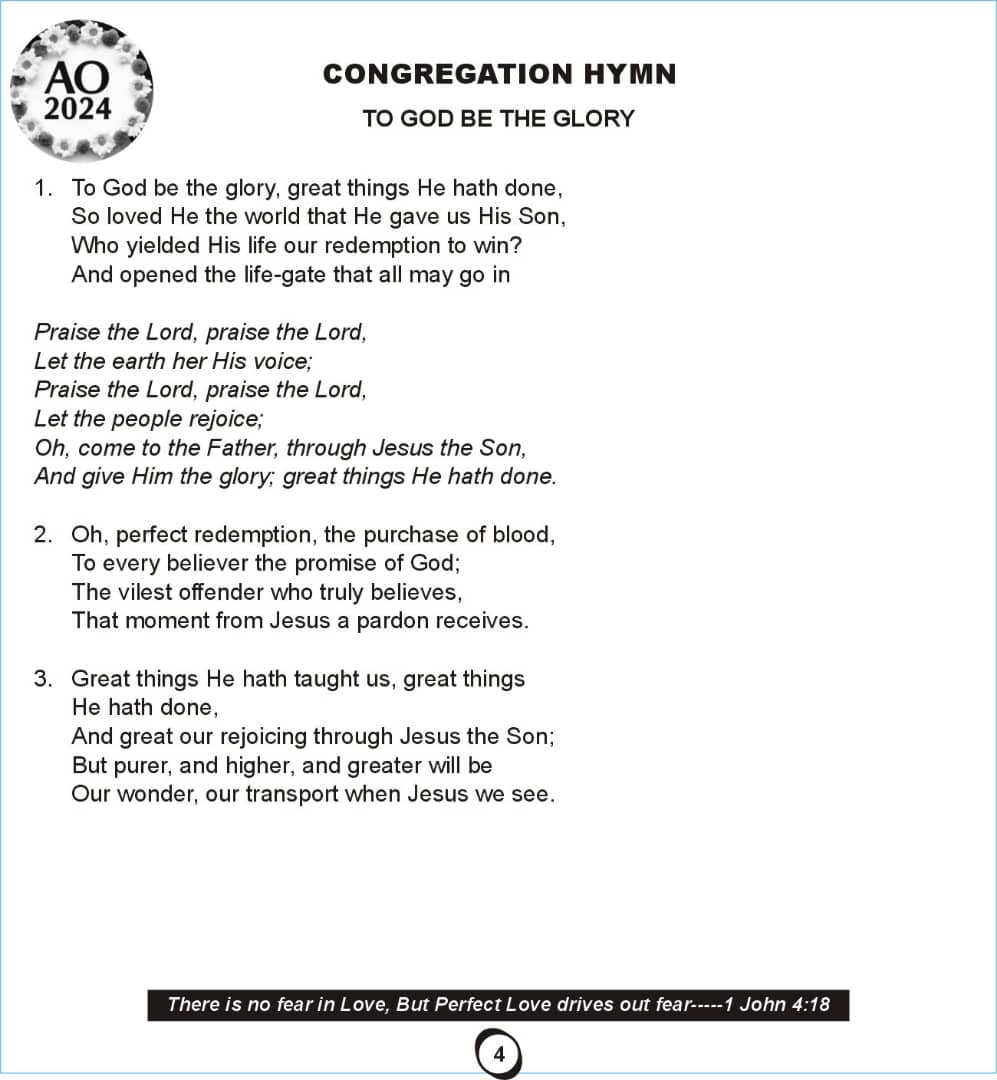 AO
2024
CONGREGATION HYMN
TO GOD BE THE GLORY
1. To God be the glory, great things He hath done,
So loved He the world that He gave us His Son,
Who yielded His life our redemption to win?
And opened the life-gate that all may go in
Praise the Lord, praise the Lord,
Let the earth her His voice;
Praise the Lord, praise the Lord,
Let the people rejoice;
Oh, come to the Father, through Jesus the Son,
And give Him the glory; great things He hath done.
2. Oh, perfect redemption, the purchase of blood,
To every believer the promise of God;
The vilest offender who truly believes,
That moment from Jesus a pardon receives.
3. Great things He hath taught us, great things
He hath done,
And great our rejoicing through Jesus the Son;
But purer, and higher, and greater will be
Our wonder, our transport when Jesus we see.
There is no fear in Love, But Perfect Love drives out fear-----1 John 4:18
4